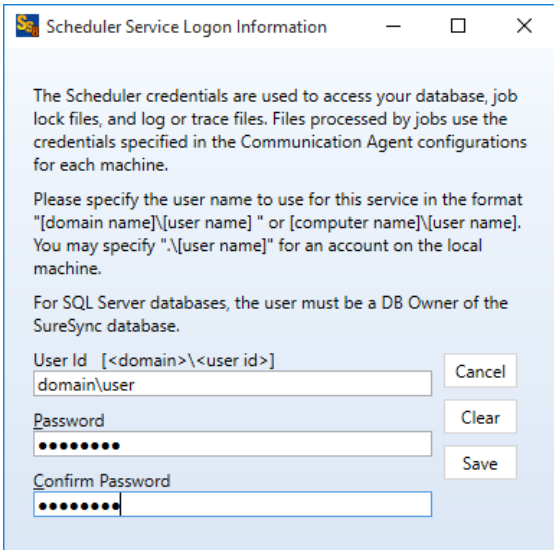 Scheduler Service Logon Information
The Scheduler credentials are used to access your database, job
lock files, and log or trace files. Files processed by jobs use the
credentials specified in the Communication Agent configurations
for each machine.
Please specify the user name to use for this service in the format
"[domain name]\[user name] " or [computer name]\[user name].
You may specify ".\[user name]" for an account on the local
machine.
For SQL Server databases, the user must be a DB Owner of the
SureSync database.
User Id   [<domain>\<user id>]
domain\user
Cancel
Password
●●●●●●●●
Clear
Confirm Password
●●●●●●●●
Save